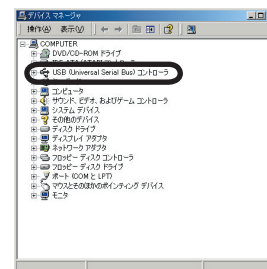 デバイス マネージャ
操作(A) 表示(V)
COMPUTER
DVD/CD-ROM ドライブ
USB (Universal Serial Bus) コントローラ
コンピュータ
サウンド、ビデオ、およびゲーム コントローラ
システム デバイス
その他のデバイス
ディスク ドライブ
ディスプレイ アダプタ
ネットワーク アダプタ
フロッピー ディスク コントローラ
フロッピー ディスク ドライブ
ポート (COM と LPT)
マウスとそのほかのポインティング デバイス
モニタ